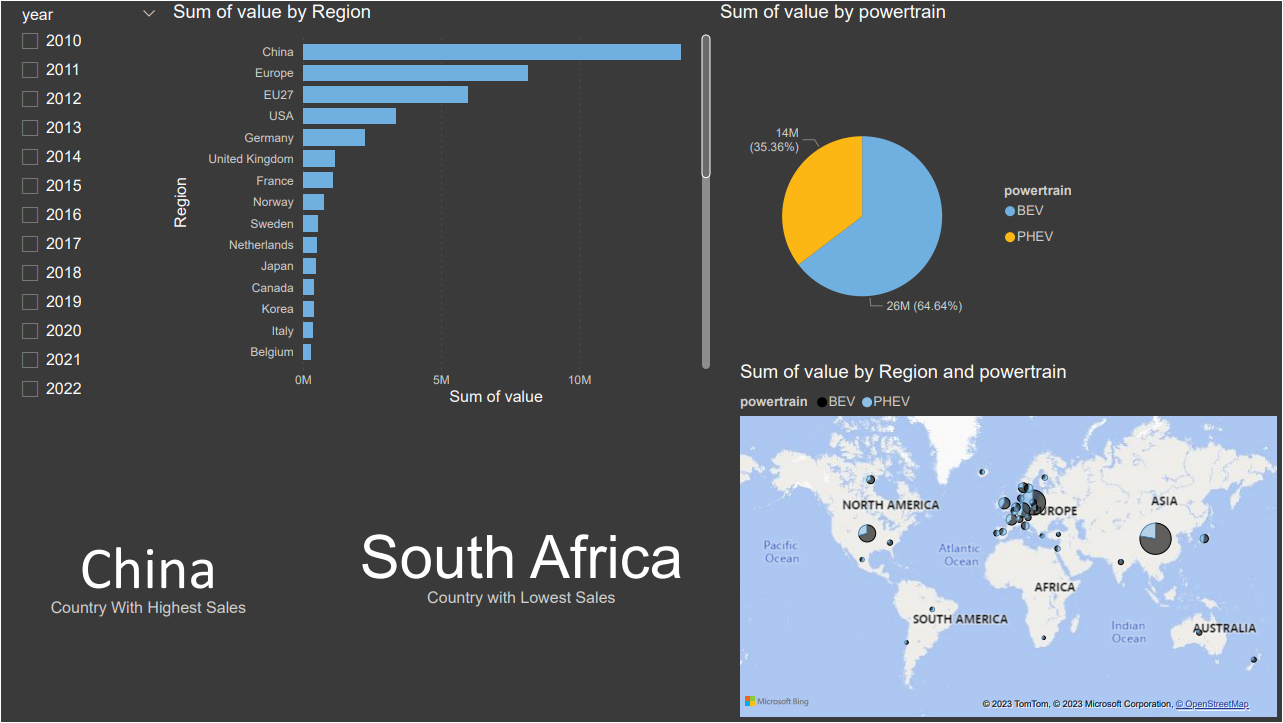 year
2010
2011
2012
2013
2014
2015
2016
2017
2018
2019
2020
2021
2022
Sum of value by Region
Region
China
Europe
EU27
USA
Germany
United Kingdom
France
Norway
Sweden
Netherlands
Japan
Canada
Korea
Italy
Belgium
0M 5M 10M
Sum of value
Sum of value by powertrain
14M
(35.36%)
26M (64.64%)
powertrain
BEV
PHEV
China
Country With Highest Sales
South Africa
Country with Lowest Sales
Sum of value by Region and powertrain
powertrain BEV PHEV
NORTH AMERICA
ASIA
Pacific
Ocean
Atlantic
Ocean
AFRICA
SOUTH AMERICA
Indian
Ocean
AUSTRALIA
Microsoft Bing
© 2023 TomTom, © 2023 Microsoft Corporation, © OpenStreetMap